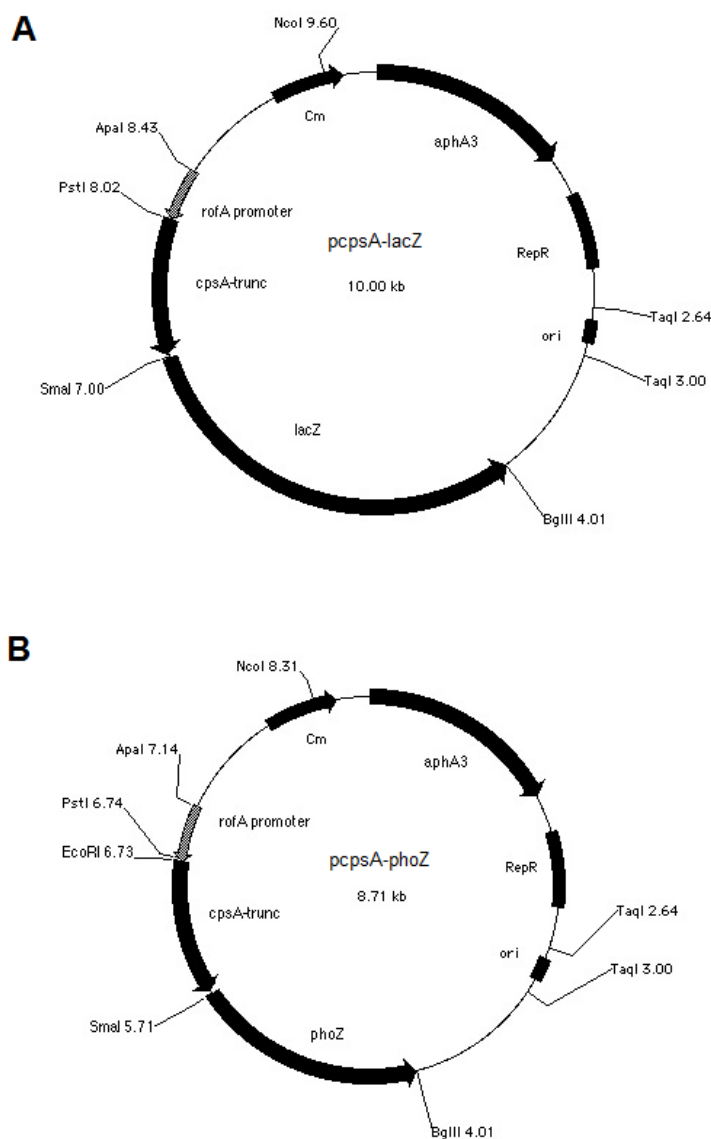 A
NcoI 9.60
Cm
aphA3
ApaI 8.43
PstI 8.02
rofA promoter
pcpsA-lacZ
RepR
cpsA-trunc
10.00 kb
TaqI 2.64
ori
TaqI 3.00
SmaI 7.00
lacZ
BglII 4.01
B
NcoI 8.31
Cm
aphA3
ApaI 7.14
PstI 6.74
rofA promoter
EcoRI 6.73
pcpsA-phoZ
RepR
8.71 kb
cpsA-trunc
TaqI 2.64
ori
TaqI 3.00
SmaI 5.71
phoZ
BglII 4.01